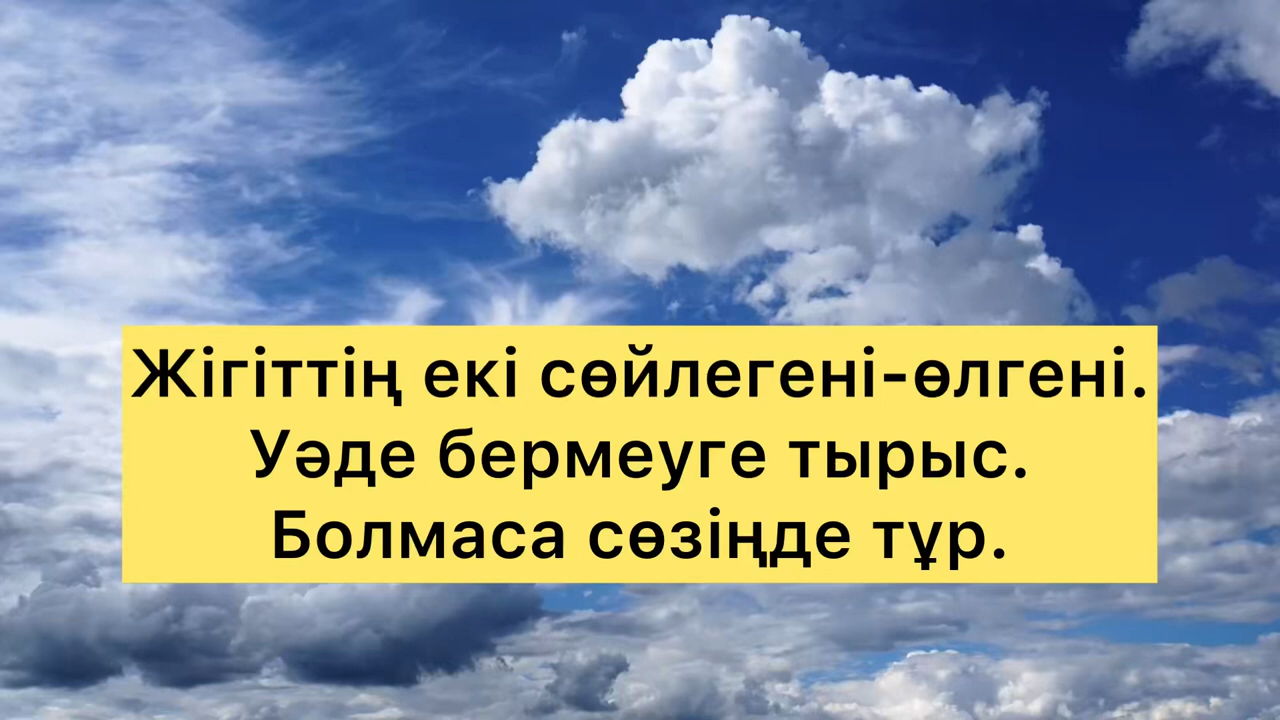 Жігіттің екі сөйлегені-өлгені.
Уәде бермеуге тырыс.
Болмаса сөзіңде тұр.